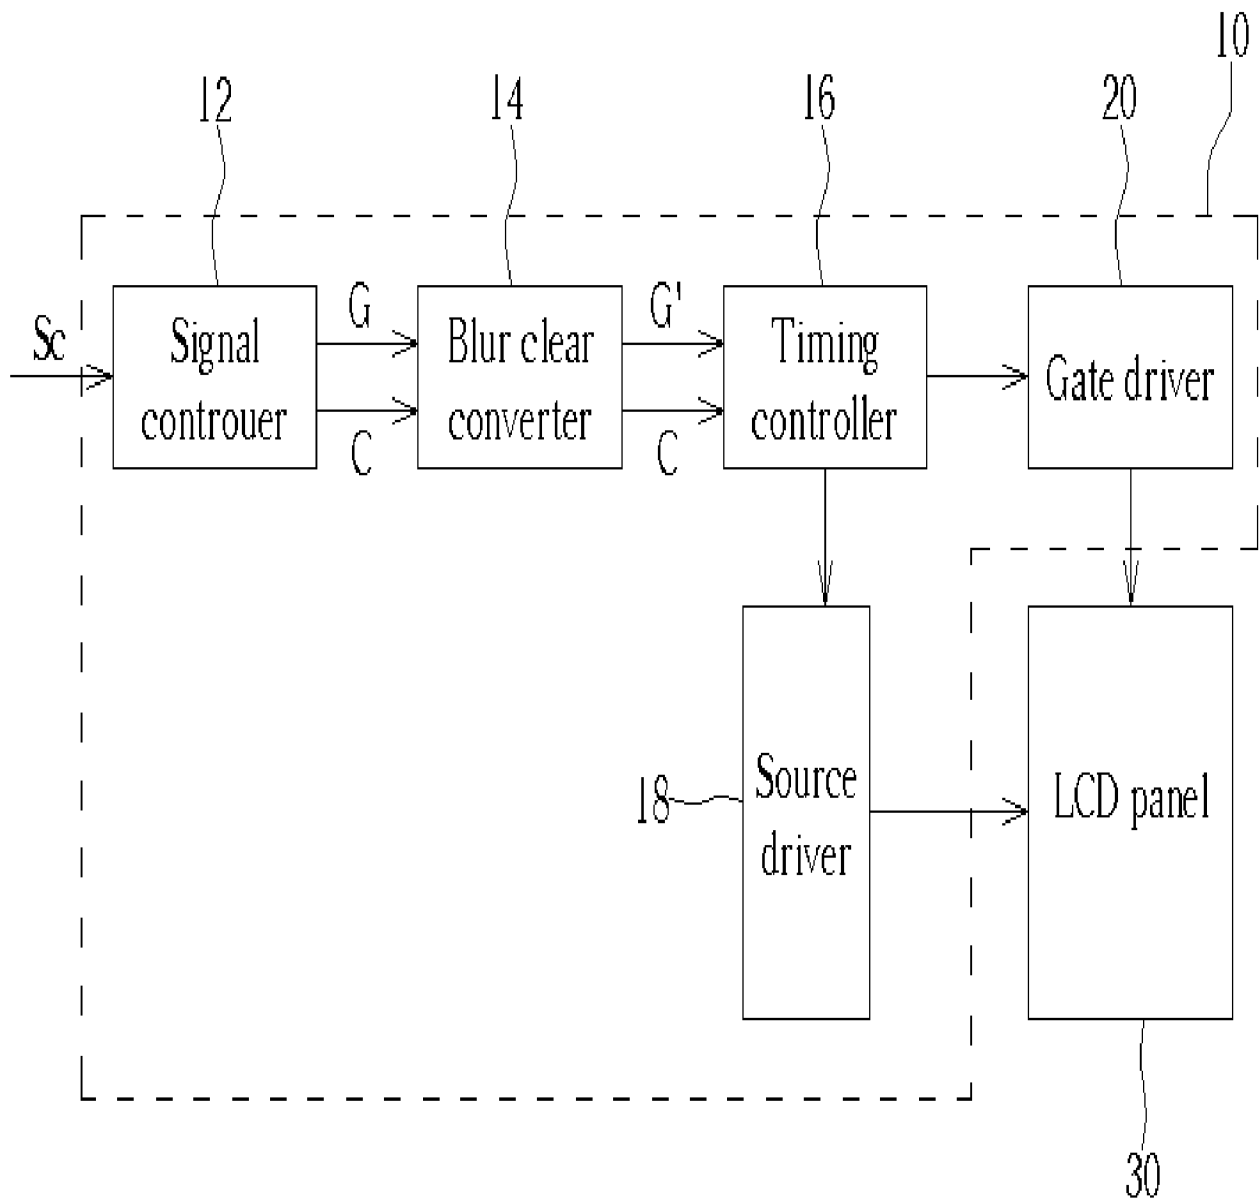 10
12
14
16
20
Sc
G
G'
Signal
controuer
Blur clear
converter
Timing
controller
Gate driver
C
C
18
Source
driver
LCD panel
30